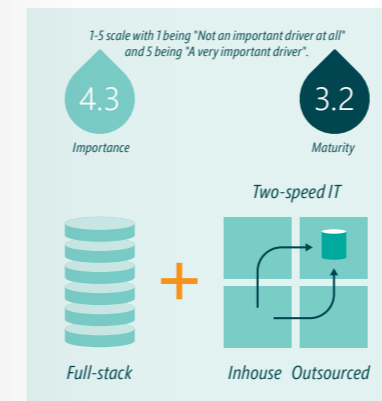 1-5 scale with 1 being "Not an important driver at all"
and 5 being "A very important driver".
4.3
3.2
Importance
Maturity
Two-speed IT
+
Full-stack
Inhouse Outsourced